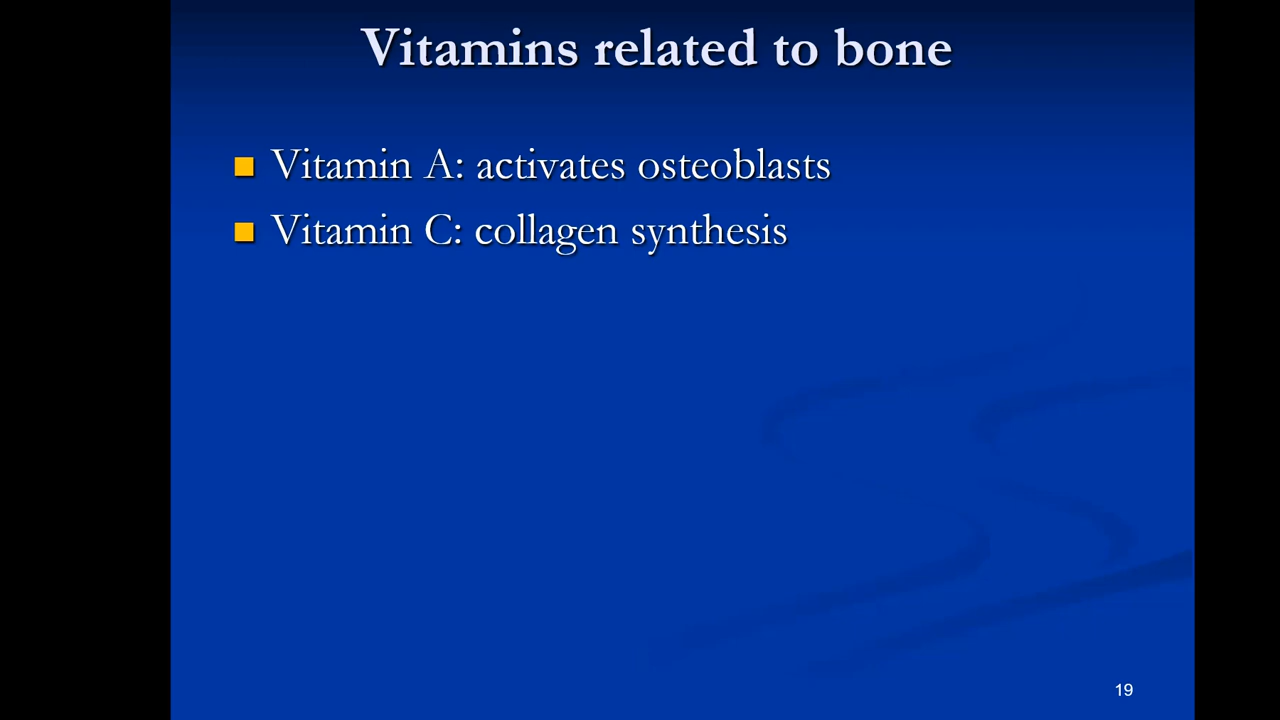 Vitamins related to bone
Vitamin A: activates osteoblasts
Vitamin C: collagen synthesis
19